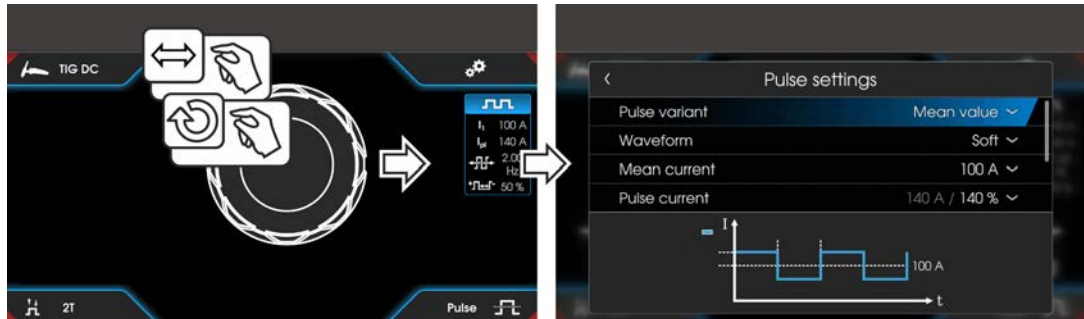 TIG DC
I₁ 100 A
Iₚₗ 140 A
2.00
Hz
50 %
2T
Pulse
Pulse settings
Pulse variant Mean value
Waveform Soft
Mean current 100 A
Pulse current 140 A / 140 %
I
100 A
t